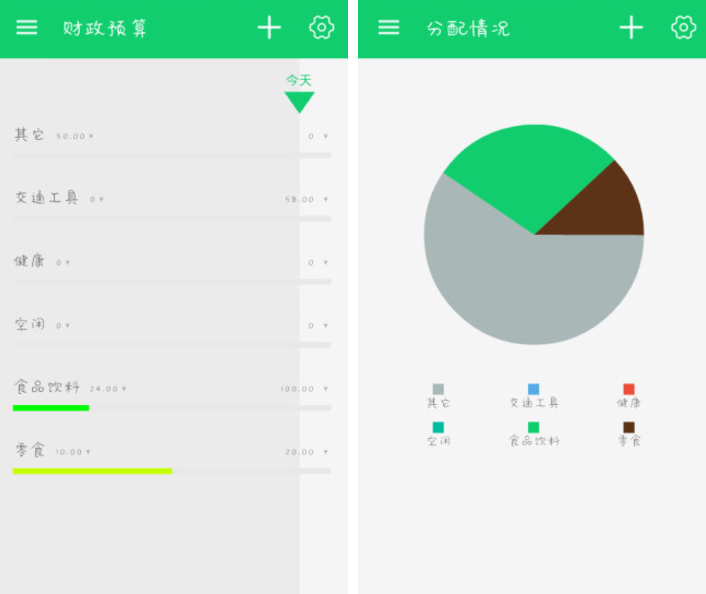 财政预算
今天
其它 50.00 ¥ 0 ¥
交通工具 0 ¥ 58.00 ¥
健康 0 ¥ 0 ¥
空闲 0 ¥ 0 ¥
食品饮料 24.00 ¥ 100.00 ¥
零食 10.00 ¥ 20.00 ¥
分配情况
其它 交通工具 健康
空闲 食品饮料 零食